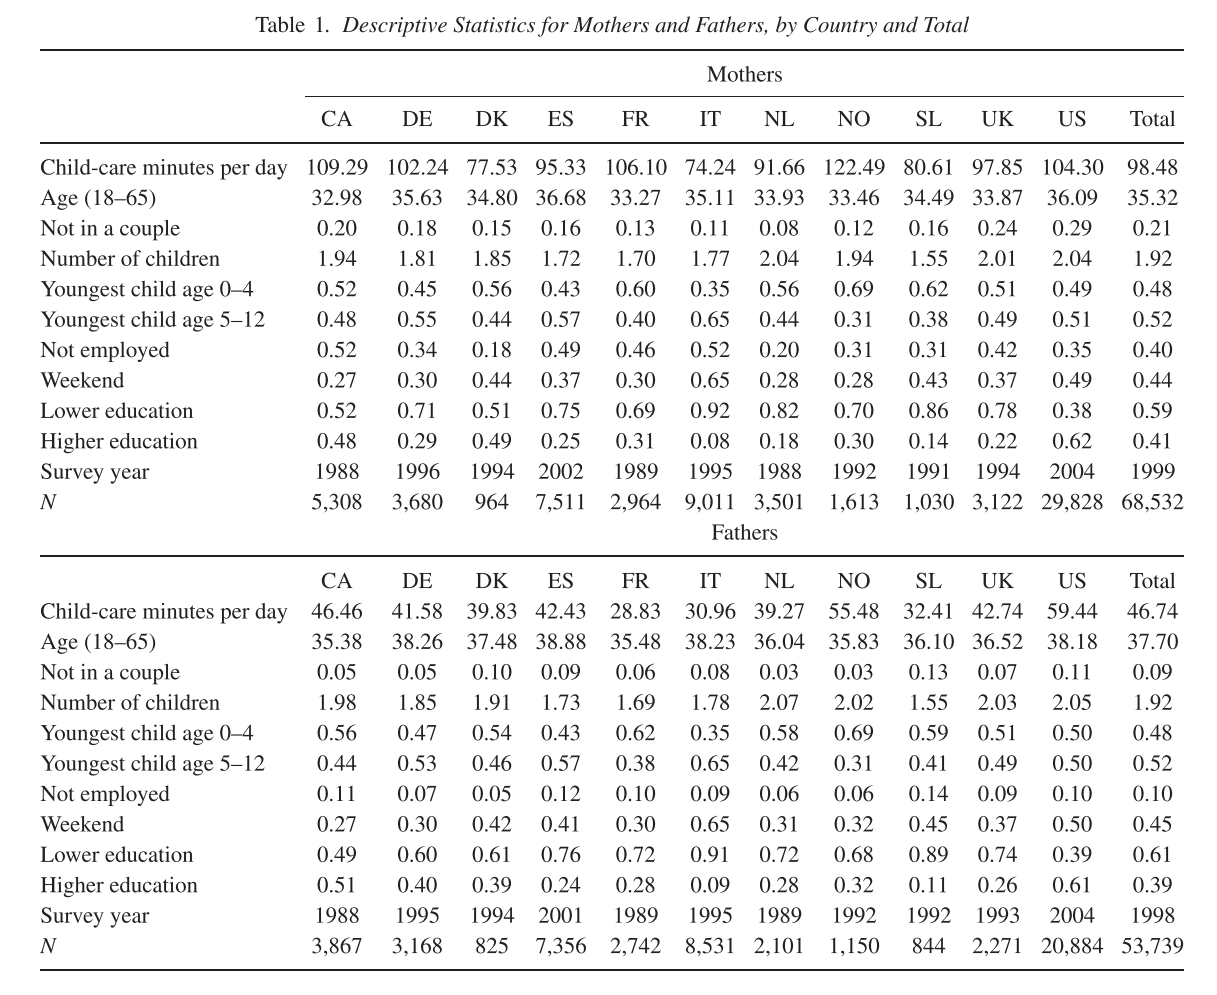 Table 1. Descriptive Statistics for Mothers and Fathers, by Country and Total
Mothers
CA DE DK ES FR IT NL NO SL UK US Total
Child-care minutes per day 109.29 102.24 77.53 95.33 106.10 74.24 91.66 122.49 80.61 97.85 104.30 98.48
Age (18–65) 32.98 35.63 34.80 36.68 33.27 35.11 33.93 33.46 34.49 33.87 36.09 35.32
Not in a couple 0.20 0.18 0.15 0.16 0.13 0.11 0.08 0.12 0.16 0.24 0.29 0.21
Number of children 1.94 1.81 1.85 1.72 1.70 1.77 2.04 1.94 1.55 2.01 2.04 1.92
Youngest child age 0–4 0.52 0.45 0.56 0.43 0.60 0.35 0.56 0.69 0.62 0.51 0.49 0.48
Youngest child age 5–12 0.48 0.55 0.44 0.57 0.40 0.65 0.44 0.31 0.38 0.49 0.51 0.52
Not employed 0.52 0.34 0.18 0.49 0.46 0.52 0.20 0.31 0.31 0.42 0.35 0.40
Weekend 0.27 0.30 0.44 0.37 0.30 0.65 0.28 0.28 0.43 0.37 0.49 0.44
Lower education 0.52 0.71 0.51 0.75 0.69 0.92 0.82 0.70 0.86 0.78 0.38 0.59
Higher education 0.48 0.29 0.49 0.25 0.31 0.08 0.18 0.30 0.14 0.22 0.62 0.41
Survey year 1988 1996 1994 2002 1989 1995 1988 1992 1991 1994 2004 1999
N 5,308 3,680 964 7,511 2,964 9,011 3,501 1,613 1,030 3,122 29,828 68,532
Fathers
CA DE DK ES FR IT NL NO SL UK US Total
Child-care minutes per day 46.46 41.58 39.83 42.43 28.83 30.96 39.27 55.48 32.41 42.74 59.44 46.74
Age (18–65) 35.38 38.26 37.48 38.88 35.48 38.23 36.04 35.83 36.10 36.52 38.18 37.70
Not in a couple 0.05 0.05 0.10 0.09 0.06 0.08 0.03 0.03 0.13 0.07 0.11 0.09
Number of children 1.98 1.85 1.91 1.73 1.69 1.78 2.07 2.02 1.55 2.03 2.05 1.92
Youngest child age 0–4 0.56 0.47 0.54 0.43 0.62 0.35 0.58 0.69 0.59 0.51 0.50 0.48
Youngest child age 5–12 0.44 0.53 0.46 0.57 0.38 0.65 0.42 0.31 0.41 0.49 0.50 0.52
Not employed 0.11 0.07 0.05 0.12 0.10 0.09 0.06 0.06 0.14 0.09 0.10 0.10
Weekend 0.27 0.30 0.42 0.41 0.30 0.65 0.31 0.32 0.45 0.37 0.50 0.45
Lower education 0.49 0.60 0.61 0.76 0.72 0.91 0.72 0.68 0.89 0.74 0.39 0.61
Higher education 0.51 0.40 0.39 0.24 0.28 0.09 0.28 0.32 0.11 0.26 0.61 0.39
Survey year 1988 1995 1994 2001 1989 1995 1989 1992 1992 1993 2004 1998
N 3,867 3,168 825 7,356 2,742 8,531 2,101 1,150 844 2,271 20,884 53,739